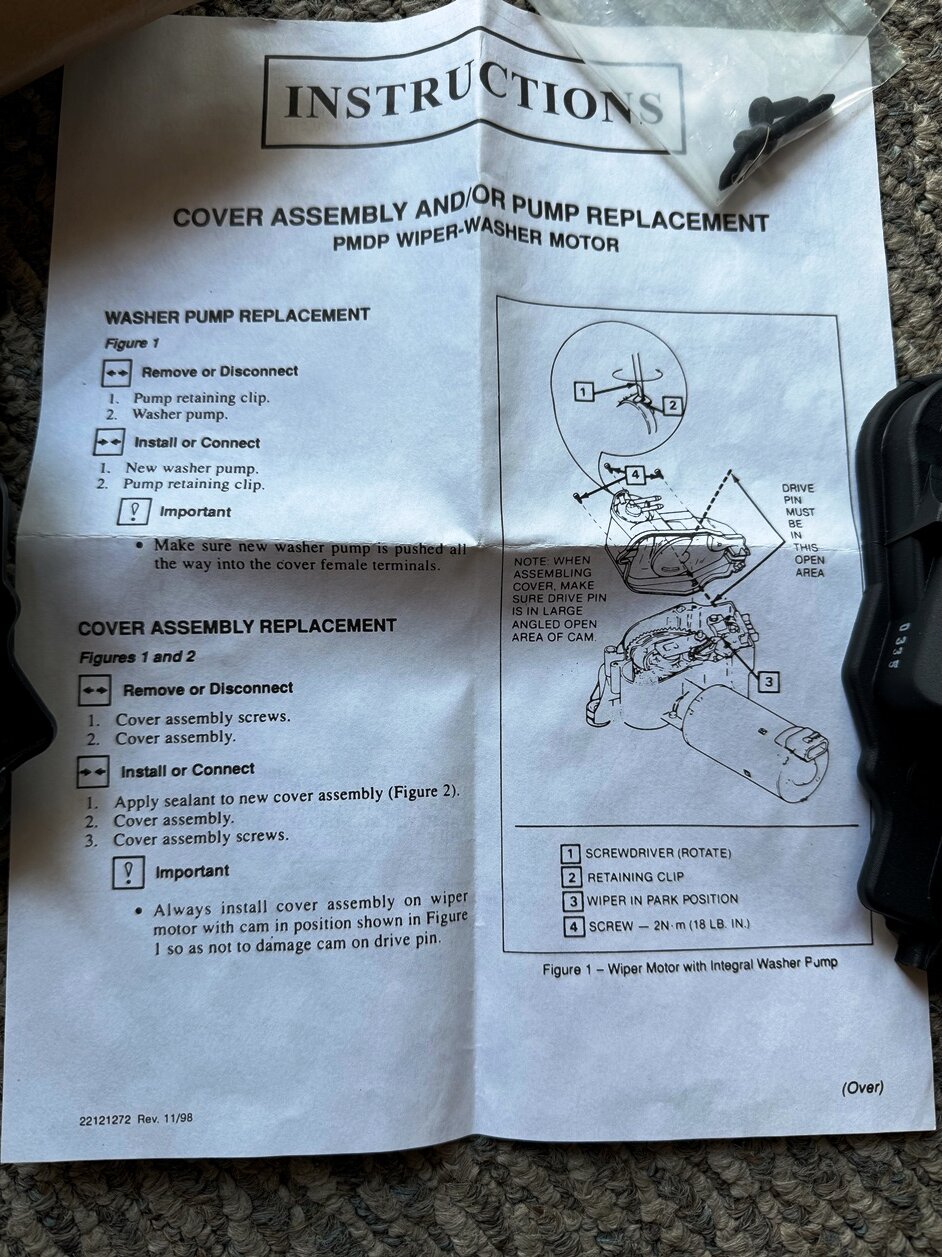 INSTRUCTIONS
COVER ASSEMBLY AND/OR PUMP REPLACEMENT
PMDP WIPER-WASHER MOTOR
WASHER PUMP REPLACEMENT
Figure 1
Remove or Disconnect
1. Pump retaining clip.
2. Washer pump.
Install or Connect
1. New washer pump.
2. Pump retaining clip.
Important
• Make sure new washer pump is pushed all
the way into the cover female terminals.
COVER ASSEMBLY REPLACEMENT
Figures 1 and 2
Remove or Disconnect
1. Cover assembly screws.
2. Cover assembly.
Install or Connect
1. Apply sealant to new cover assembly (Figure 2).
2. Cover assembly.
3. Cover assembly screws.
Important
• Always install cover assembly on wiper
motor with cam in position shown in Figure
1 so as not to damage cam on drive pin.
22121272 Rev. 11/98
1
2
4
DRIVE
PIN
MUST
BE
IN
THIS
OPEN
AREA
NOTE: WHEN
ASSEMBLING
COVER, MAKE
SURE DRIVE PIN
IS IN LARGE
ANGLED OPEN
AREA OF CAM.
3
1 SCREWDRIVER (ROTATE)
2 RETAINING CLIP
3 WIPER IN PARK POSITION
4 SCREW — 2N·m (18 LB. IN.)
Figure 1 – Wiper Motor with Integral Washer Pump
(Over)